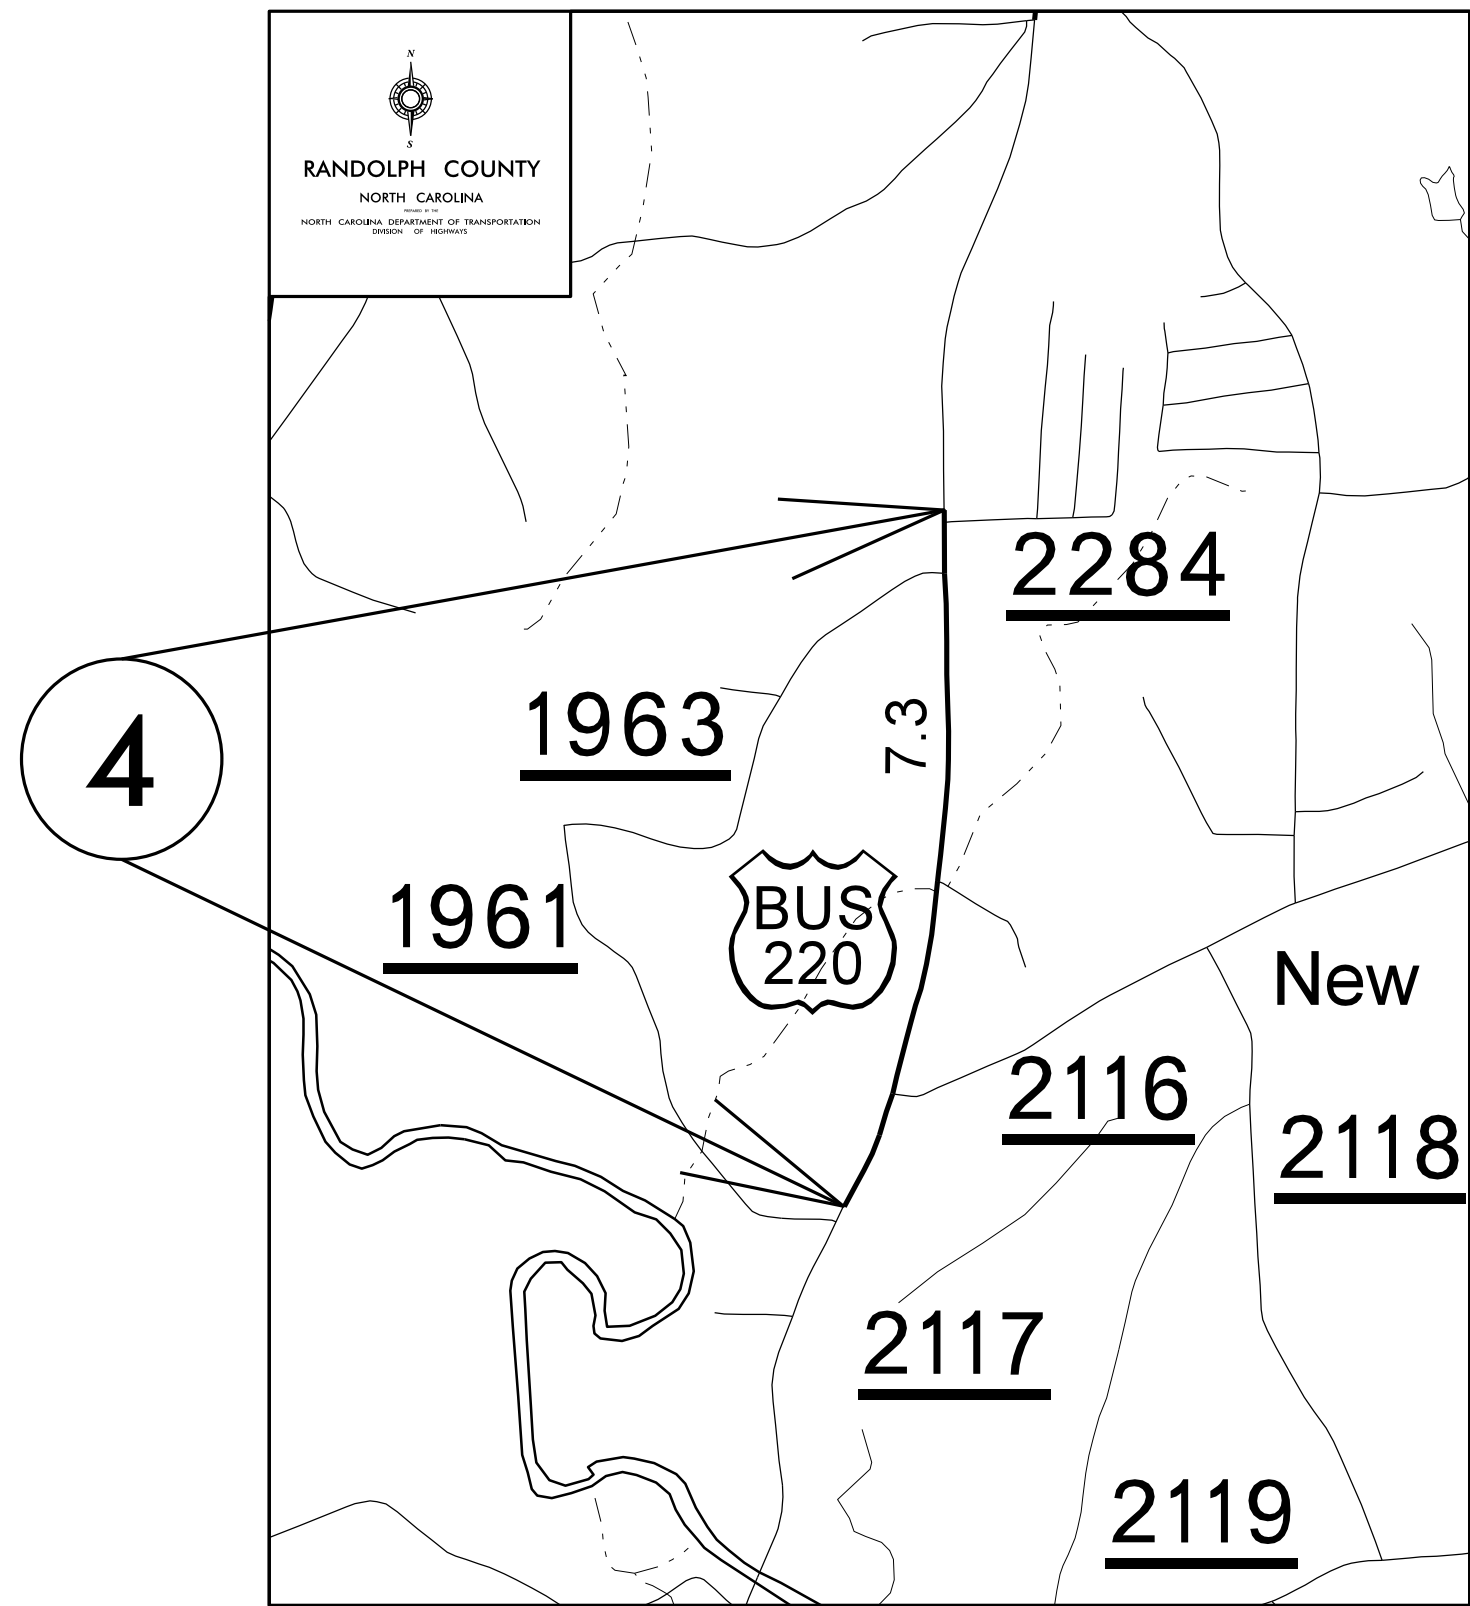 N
S
RANDOLPH COUNTY
NORTH CAROLINA
PREPARED BY THE
NORTH CAROLINA DEPARTMENT OF TRANSPORTATION
DIVISION OF HIGHWAYS
2284
1963
7.3
4
1961
BUS
220
New
2116
2118
2117
2119